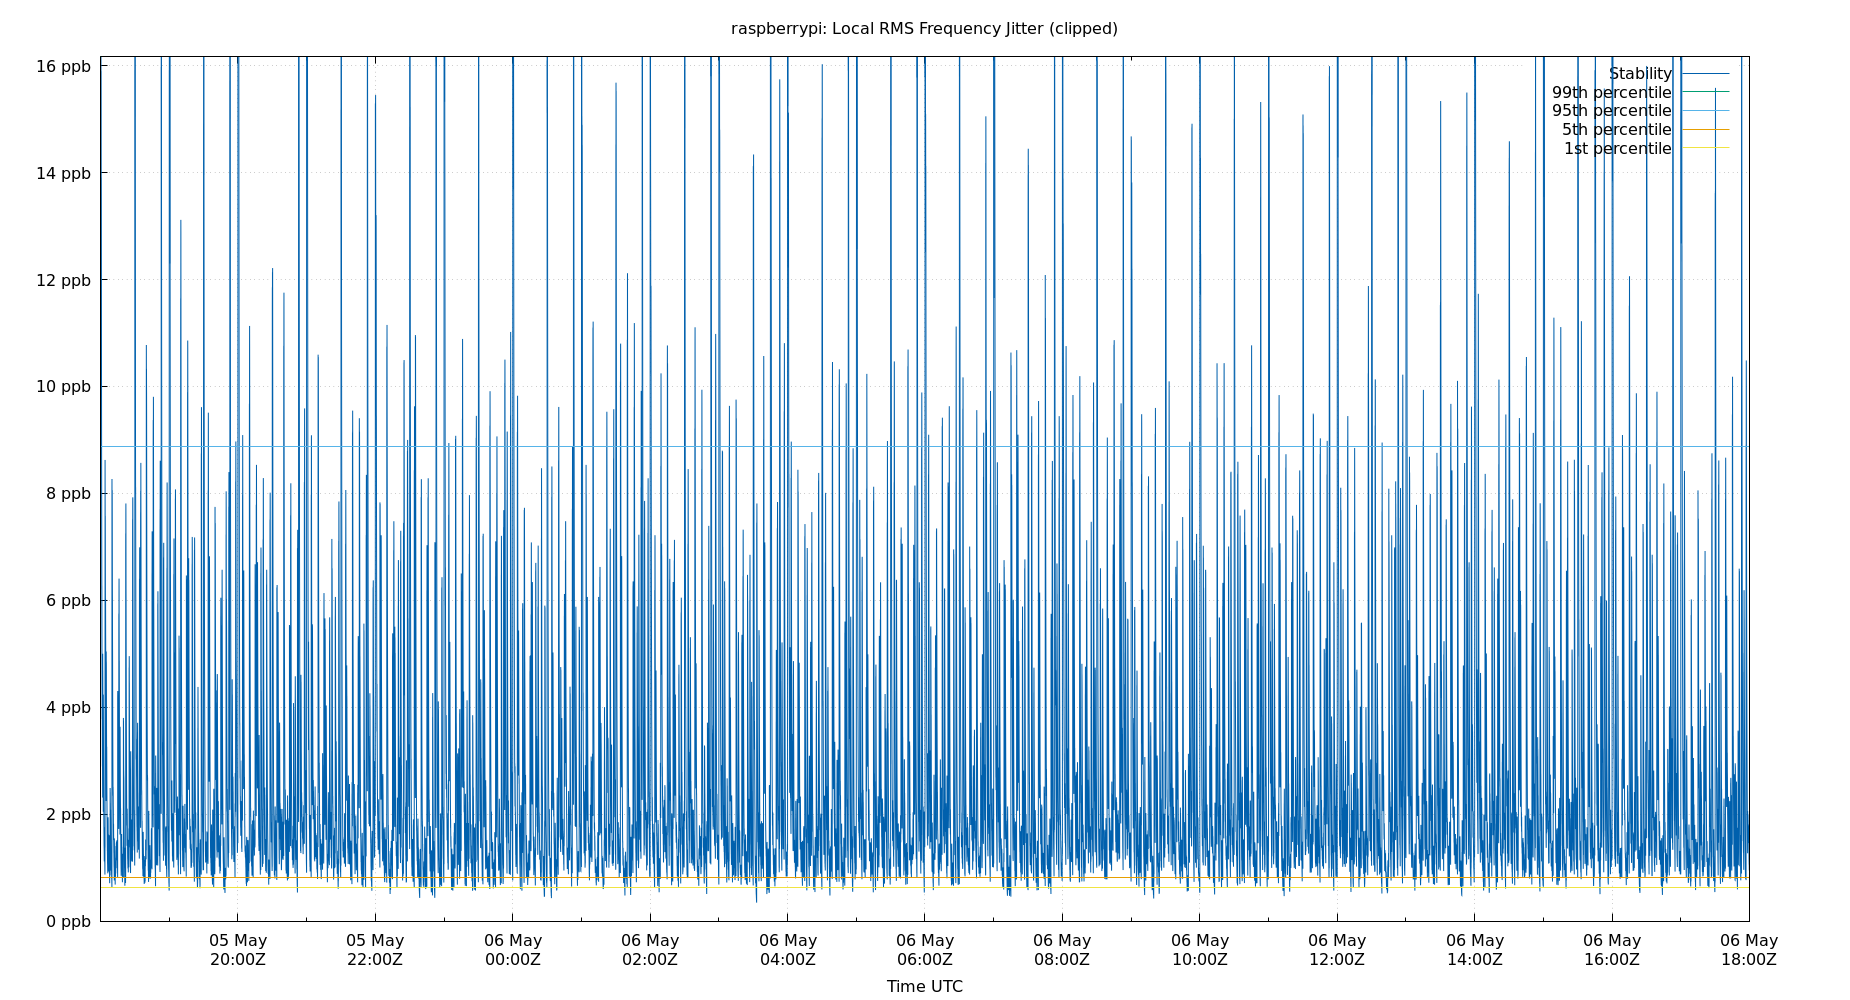 raspberrypi: Local RMS Frequency Jitter (clipped)
16 ppb
14 ppb
12 ppb
10 ppb
8 ppb
6 ppb
4 ppb
2 ppb
0 ppb
Stability
99th percentile
95th percentile
5th percentile
1st percentile
05 May 05 May 06 May 06 May 06 May 06 May 06 May 06 May 06 May 06 May 06 May 06 May
20:00Z 22:00Z 00:00Z 02:00Z 04:00Z 06:00Z 08:00Z 10:00Z 12:00Z 14:00Z 16:00Z 18:00Z
Time UTC